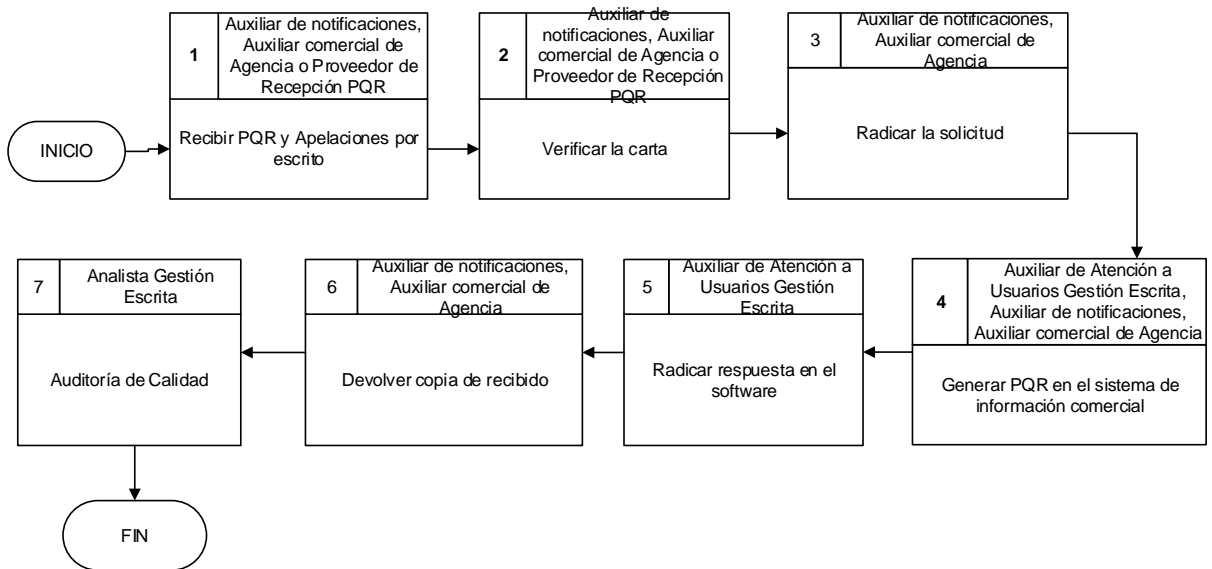 INICIO
1
Auxiliar de notificaciones,
Auxiliar comercial de
Agencia o Proveedor de
Recepción PQR
Recibir PQR y Apelaciones por
escrito
2
Auxiliar de
notificaciones, Auxiliar
comercial de Agencia o
Proveedor de Recepción
PQR
Verificar la carta
3
Auxiliar de notificaciones,
Auxiliar comercial de
Agencia
Radicar la solicitud
4
Auxiliar de Atención a
Usuarios Gestión Escrita,
Auxiliar de notificaciones,
Auxiliar comercial de Agencia
Generar PQR en el sistema de
información comercial
5
Auxiliar de Atención a
Usuarios Gestión
Escrita
Radicar respuesta en el
software
6
Auxiliar de notificaciones,
Auxiliar comercial de
Agencia
Devolver copia de recibido
7
Analista Gestión
Escrita
Auditoría de Calidad
FIN